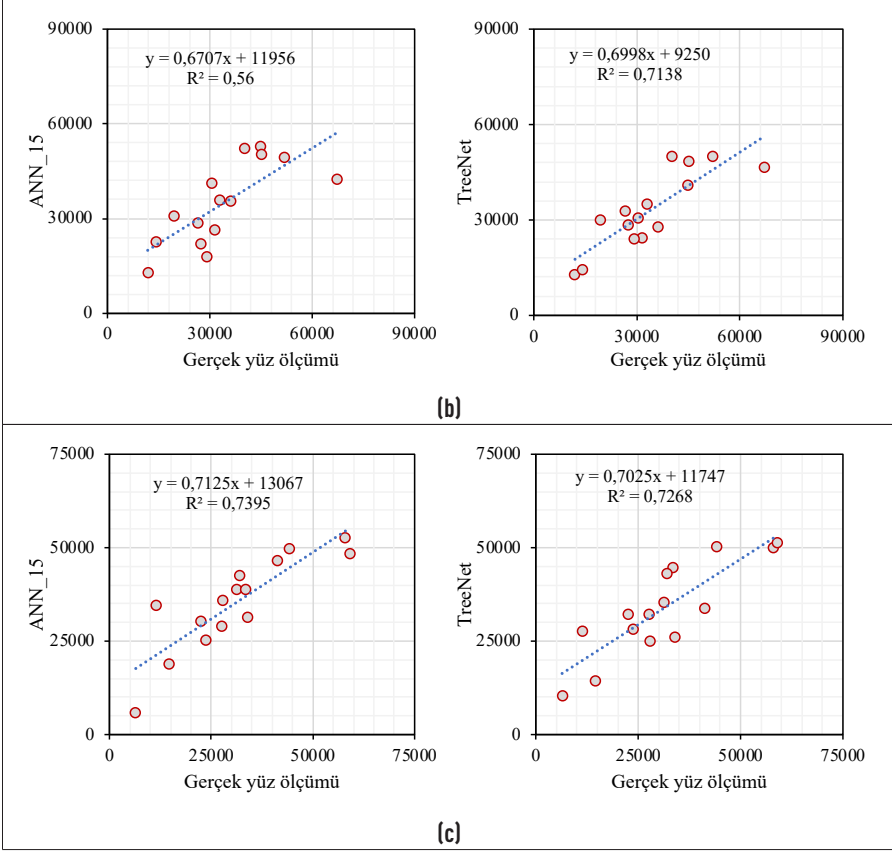 90000
60000
30000
0
ANN_15
y = 0,6707x + 11956
R² = 0,56
0 30000 60000 90000
Gerçek yüz ölçümü
90000
60000
30000
0
TreeNet
y = 0,6998x + 9250
R² = 0,7138
0 30000 60000 90000
Gerçek yüz ölçümü
(b)
75000
50000
25000
0
ANN_15
y = 0,7125x + 13067
R² = 0,7395
0 25000 50000 75000
Gerçek yüz ölçümü
75000
50000
25000
0
TreeNet
y = 0,7025x + 11747
R² = 0,7268
0 25000 50000 75000
Gerçek yüz ölçümü
(c)